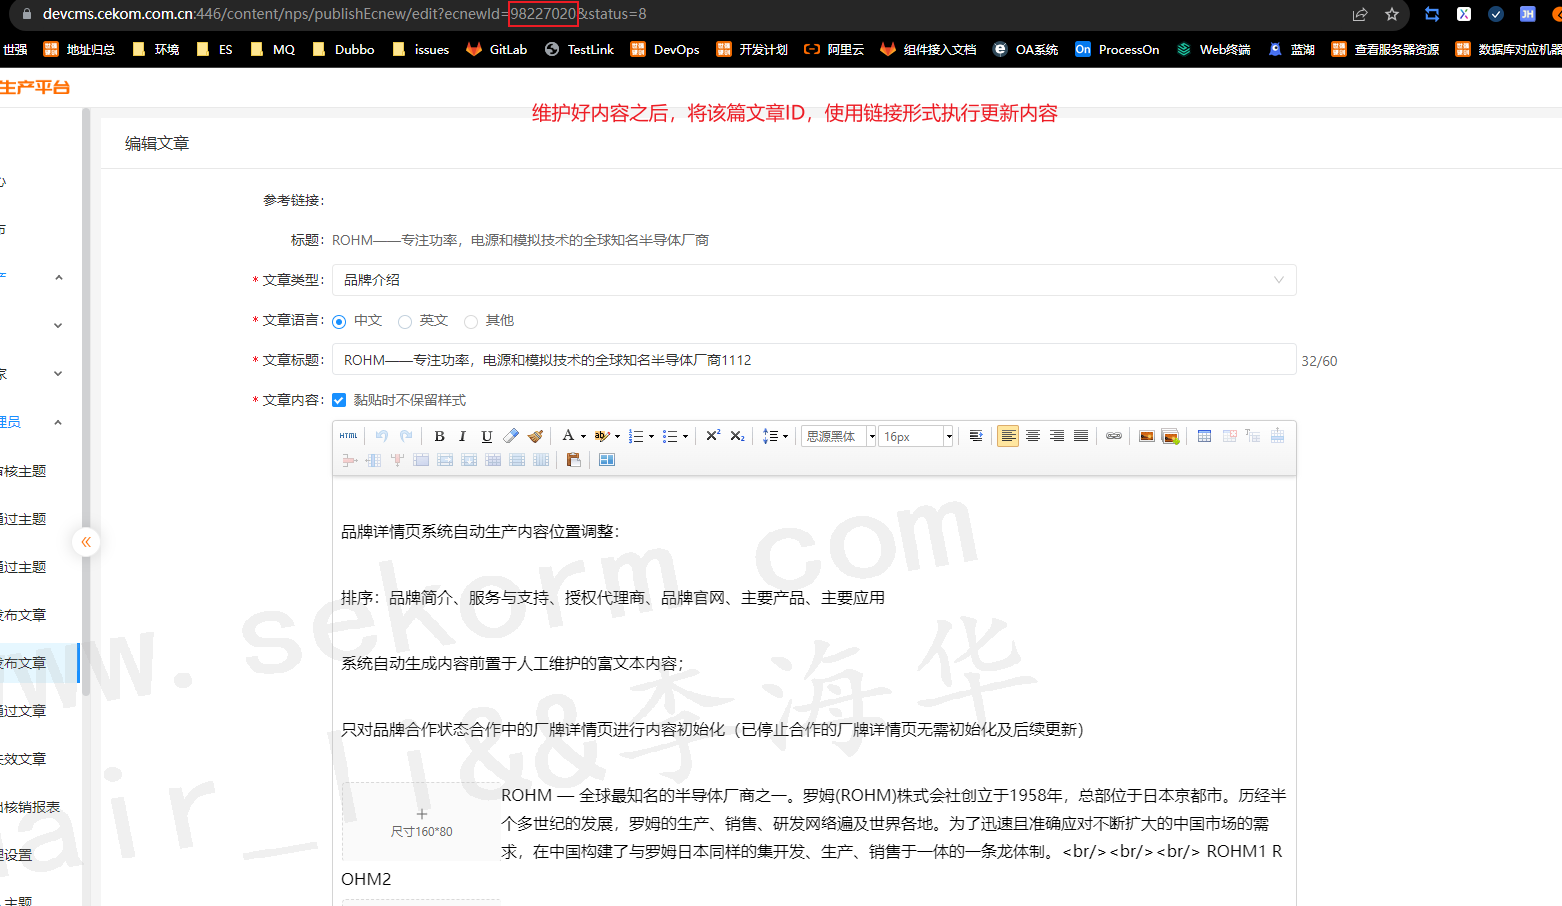 devcms.cekom.com.cn:446/content/nps/publishEcnew/edit?ecnewId=98227020&status=8
世强 地址归总 环境 ES MQ Dubbo issues GitLab TestLink DevOps 开发计划 阿里云 组件接入文档 OA系统 ProcessOn Web终端 蓝湖 查看服务器资源 数据库对应机器
生产平台
维护好内容之后，将该篇文章ID，使用链接形式执行更新内容
编辑文章
参考链接：
标题：ROHM——专注功率，电源和模拟技术的全球知名半导体厂商
* 文章类型： 品牌介绍
* 文章语言： 中文 英文 其他
* 文章标题： ROHM——专注功率，电源和模拟技术的全球知名半导体厂商1112 32/60
* 文章内容： 黏贴时不保留样式
HTML 思源黑体 16px
品牌详情页系统自动生产内容位置调整：
排序：品牌简介、服务与支持、授权代理商、品牌官网、主要产品、主要应用
系统自动生成内容前置于人工维护的富文本内容；
只对品牌合作状态合作中的厂牌详情页进行内容初始化（已停止合作的厂牌详情页无需初始化及后续更新）
尺寸160*80
ROHM — 全球最知名的半导体厂商之一。罗姆(ROHM)株式会社创立于1958年，总部位于日本京都市。历经半
个多世纪的发展，罗姆的生产、销售、研发网络遍及世界各地。为了迅速且准确应对不断扩大的中国市场的需
求，在中国构建了与罗姆日本同样的集开发、生产、销售于一体的一条龙体制。<br/><br/><br/> ROHM1 R
OHM2
理员
审核主题
通过主题
通过主题
发布文章
发布文章
通过文章
失效文章
出核销报表
理设置
主题
www.sekorm.com
hair_li&&李海华